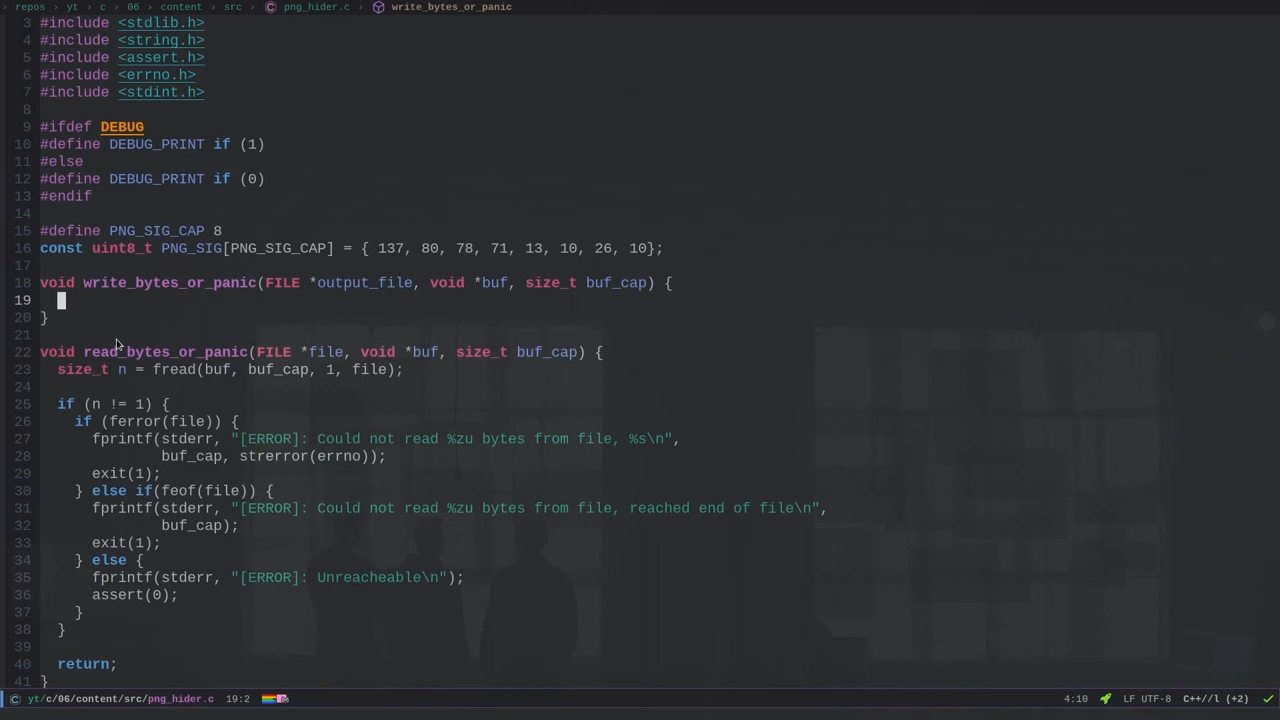 repos › yt › c › 06 › content › src › png_hider.c › write_bytes_or_panic
3 #include <stdlib.h>
4 #include <string.h>
5 #include <assert.h>
6 #include <errno.h>
7 #include <stdint.h>
8
9 #ifdef DEBUG
10 #define DEBUG_PRINT if (1)
11 #else
12 #define DEBUG_PRINT if (0)
13 #endif
14
15 #define PNG_SIG_CAP 8
16 const uint8_t PNG_SIG[PNG_SIG_CAP] = { 137, 80, 78, 71, 13, 10, 26, 10};
17
18 void write_bytes_or_panic(FILE *output_file, void *buf, size_t buf_cap) {
19
20 }
21
22 void read_bytes_or_panic(FILE *file, void *buf, size_t buf_cap) {
23   size_t n = fread(buf, buf_cap, 1, file);
24
25   if (n != 1) {
26     if (ferror(file)) {
27       fprintf(stderr, "[ERROR]: Could not read %zu bytes from file, %s\n",
28               buf_cap, strerror(errno));
29       exit(1);
30     } else if(feof(file)) {
31       fprintf(stderr, "[ERROR]: Could not read %zu bytes from file, reached end of file\n",
32               buf_cap);
33       exit(1);
34     } else {
35       fprintf(stderr, "[ERROR]: Unreacheable\n");
36       assert(0);
37     }
38   }
39
40   return;
41 }
yt/c/06/content/src/png_hider.c 19:2 4:10 LF UTF-8 C++//l (+2)